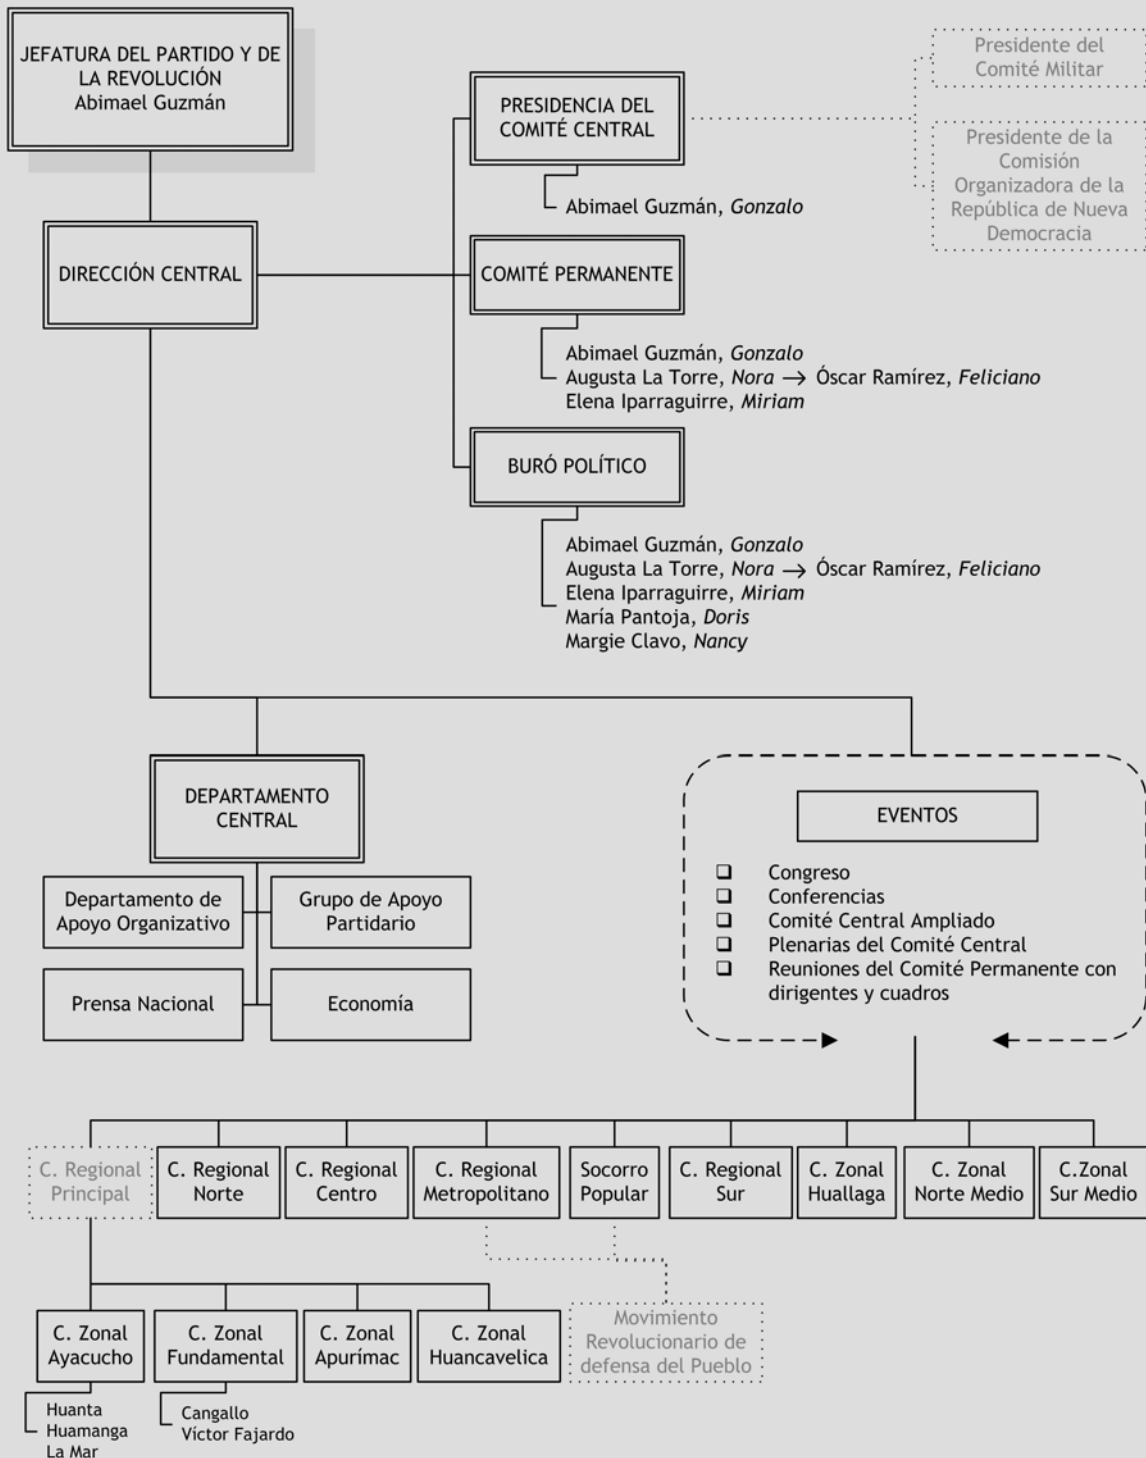 JEFATURA DEL PARTIDO Y DE
LA REVOLUCIÓN
Abimael Guzmán
Presidente del
Comité Militar
PRESIDENCIA DEL
COMITÉ CENTRAL
Presidente de la
Comisión
Organizadora de la
República de Nueva
Democracia
Abimael Guzmán, Gonzalo
DIRECCIÓN CENTRAL
COMITÉ PERMANENTE
Abimael Guzmán, Gonzalo
Augusta La Torre, Nora → Óscar Ramírez, Feliciano
Elena Iparraguirre, Miriam
BURÓ POLÍTICO
Abimael Guzmán, Gonzalo
Augusta La Torre, Nora → Óscar Ramírez, Feliciano
Elena Iparraguirre, Miriam
María Pantoja, Doris
Margie Clavo, Nancy
DEPARTAMENTO
CENTRAL
Departamento de
Apoyo Organizativo
Grupo de Apoyo
Partidario
Prensa Nacional
Economía
EVENTOS
❑ Congreso
❑ Conferencias
❑ Comité Central Ampliado
❑ Plenarias del Comité Central
❑ Reuniones del Comité Permanente con
dirigentes y cuadros
C. Regional
Principal
C. Regional
Norte
C. Regional
Centro
C. Regional
Metropolitano
Socorro
Popular
C. Regional
Sur
C. Zonal
Huallaga
C. Zonal
Norte Medio
C.Zonal
Sur Medio
C. Zonal
Ayacucho
C. Zonal
Fundamental
C. Zonal
Apurímac
C. Zonal
Huancavelica
Movimiento
Revolucionario de
defensa del Pueblo
Huanta
Huamanga
La Mar
Cangallo
Víctor Fajardo